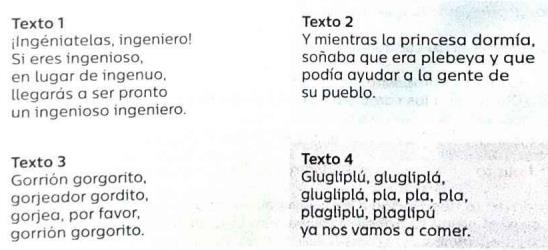 Texto 1
¡Ingéniatelas, ingeniero!
Si eres ingenioso,
en lugar de ingenuo,
llegarás a ser pronto
un ingenioso ingeniero.
Texto 2
Y mientras la princesa dormía,
soñaba que era plebeya y que
podía ayudar a la gente de
su pueblo.
Texto 3
Gorrión gorgorito,
gorjeador gordito,
gorjea, por favor,
gorrión gorgorito.
Texto 4
Glugliplú, glugliplá,
glugliplá, pla, pla, pla,
plagliplú, plaglipú
ya nos vamos a comer.